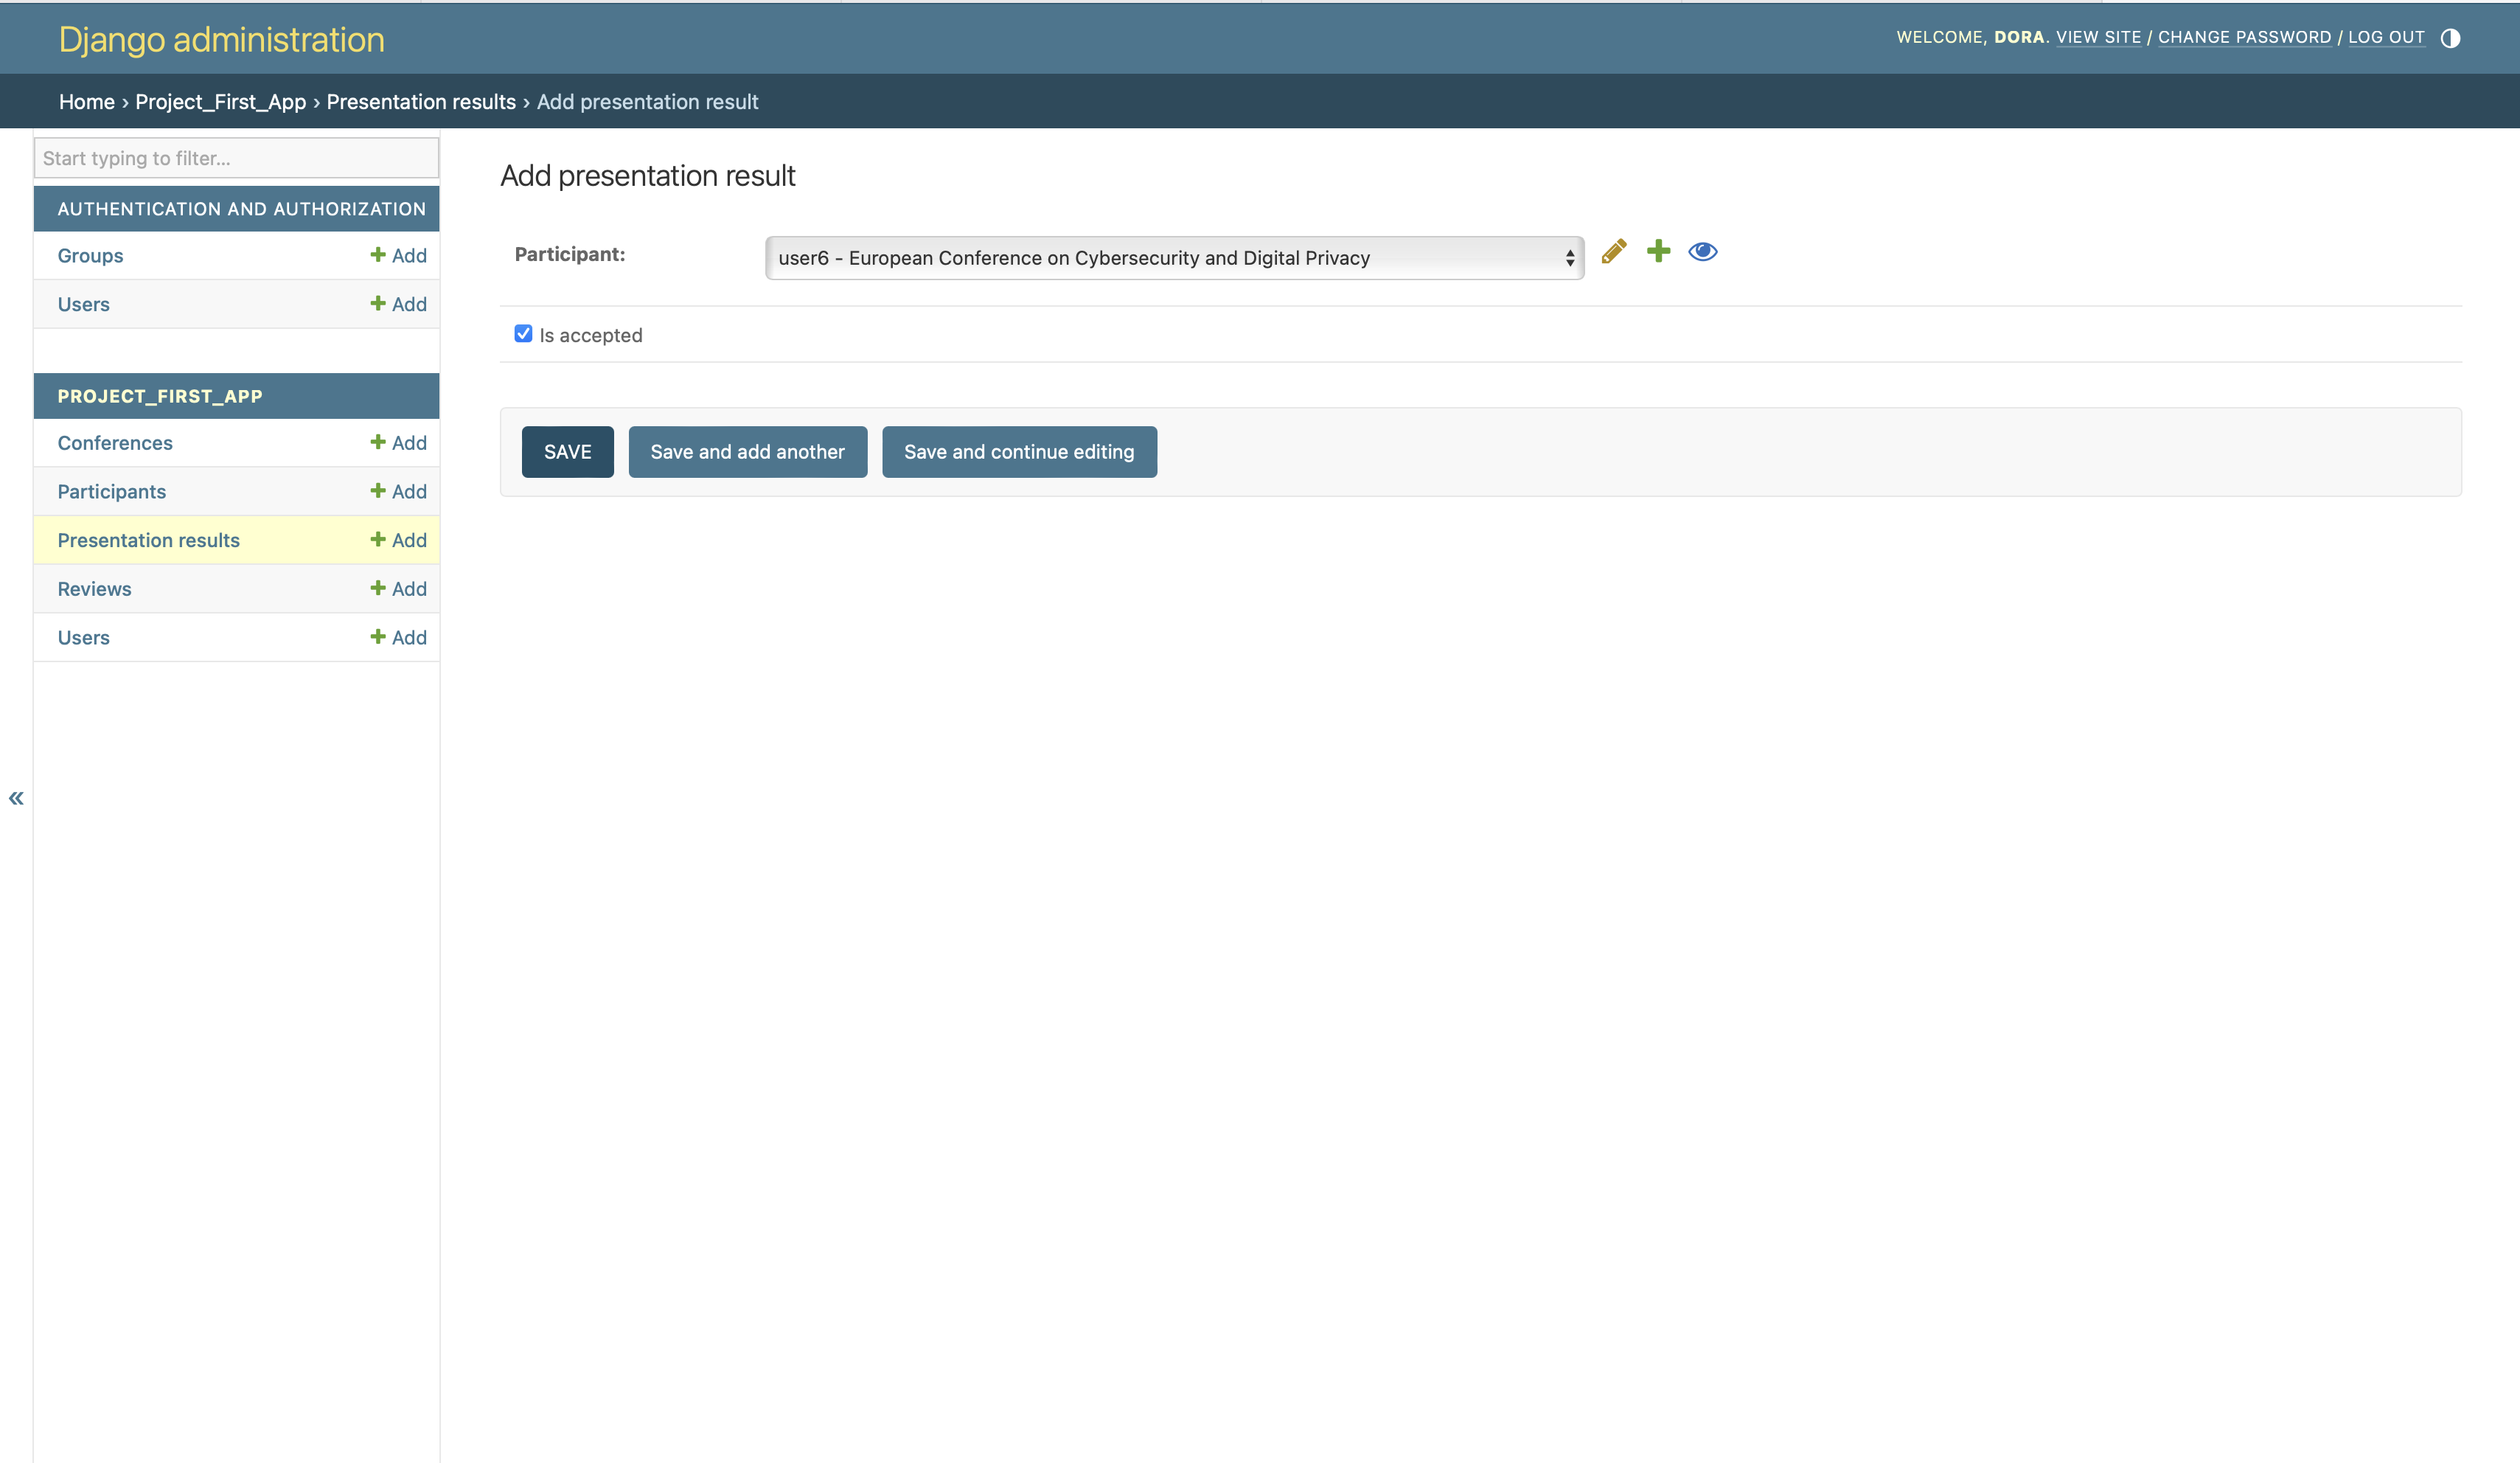 Django administration
WELCOME, DORA. VIEW SITE / CHANGE PASSWORD / LOG OUT
Home › Project_First_App › Presentation results › Add presentation result
Start typing to filter...
AUTHENTICATION AND AUTHORIZATION
Groups Add
Users Add
PROJECT_FIRST_APP
Conferences Add
Participants Add
Presentation results Add
Reviews Add
Users Add
«
Add presentation result
Participant: user6 - European Conference on Cybersecurity and Digital Privacy
Is accepted
SAVE Save and add another Save and continue editing